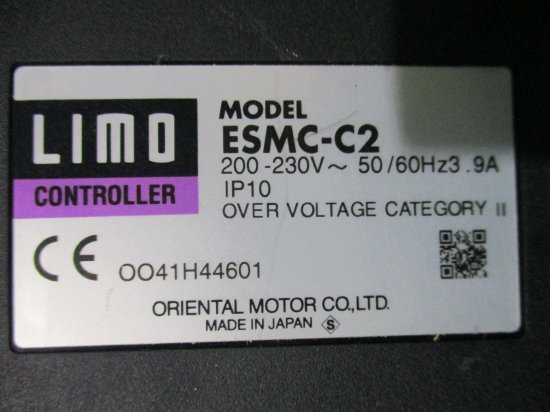 LIMO
CONTROLLER
MODEL
ESMC-C2
200-230V~ 50/60Hz3.9A
IP10
OVER VOLTAGE CATEGORY II
CE OO41H44601
ORIENTAL MOTOR CO.,LTD.
MADE IN JAPAN S